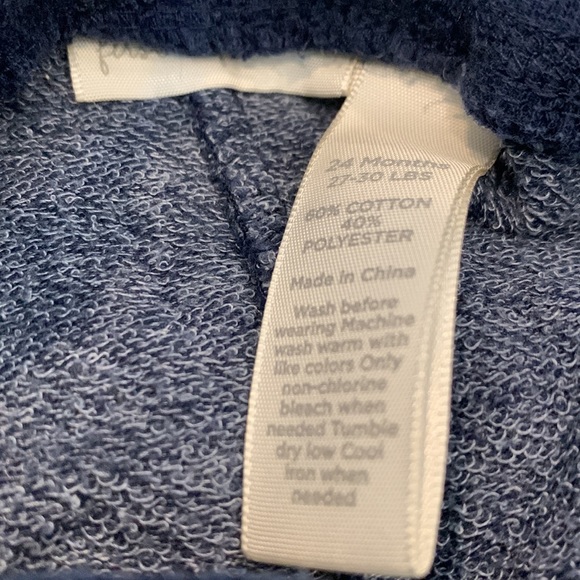 24 Months
27-30 LBS
60% COTTON
40%
POLYESTER
Made in China
Wash before
wearing Machine
wash warm with
like colors Only
non-chlorine
bleach when
needed Tumble
dry low Cool
iron when
needed